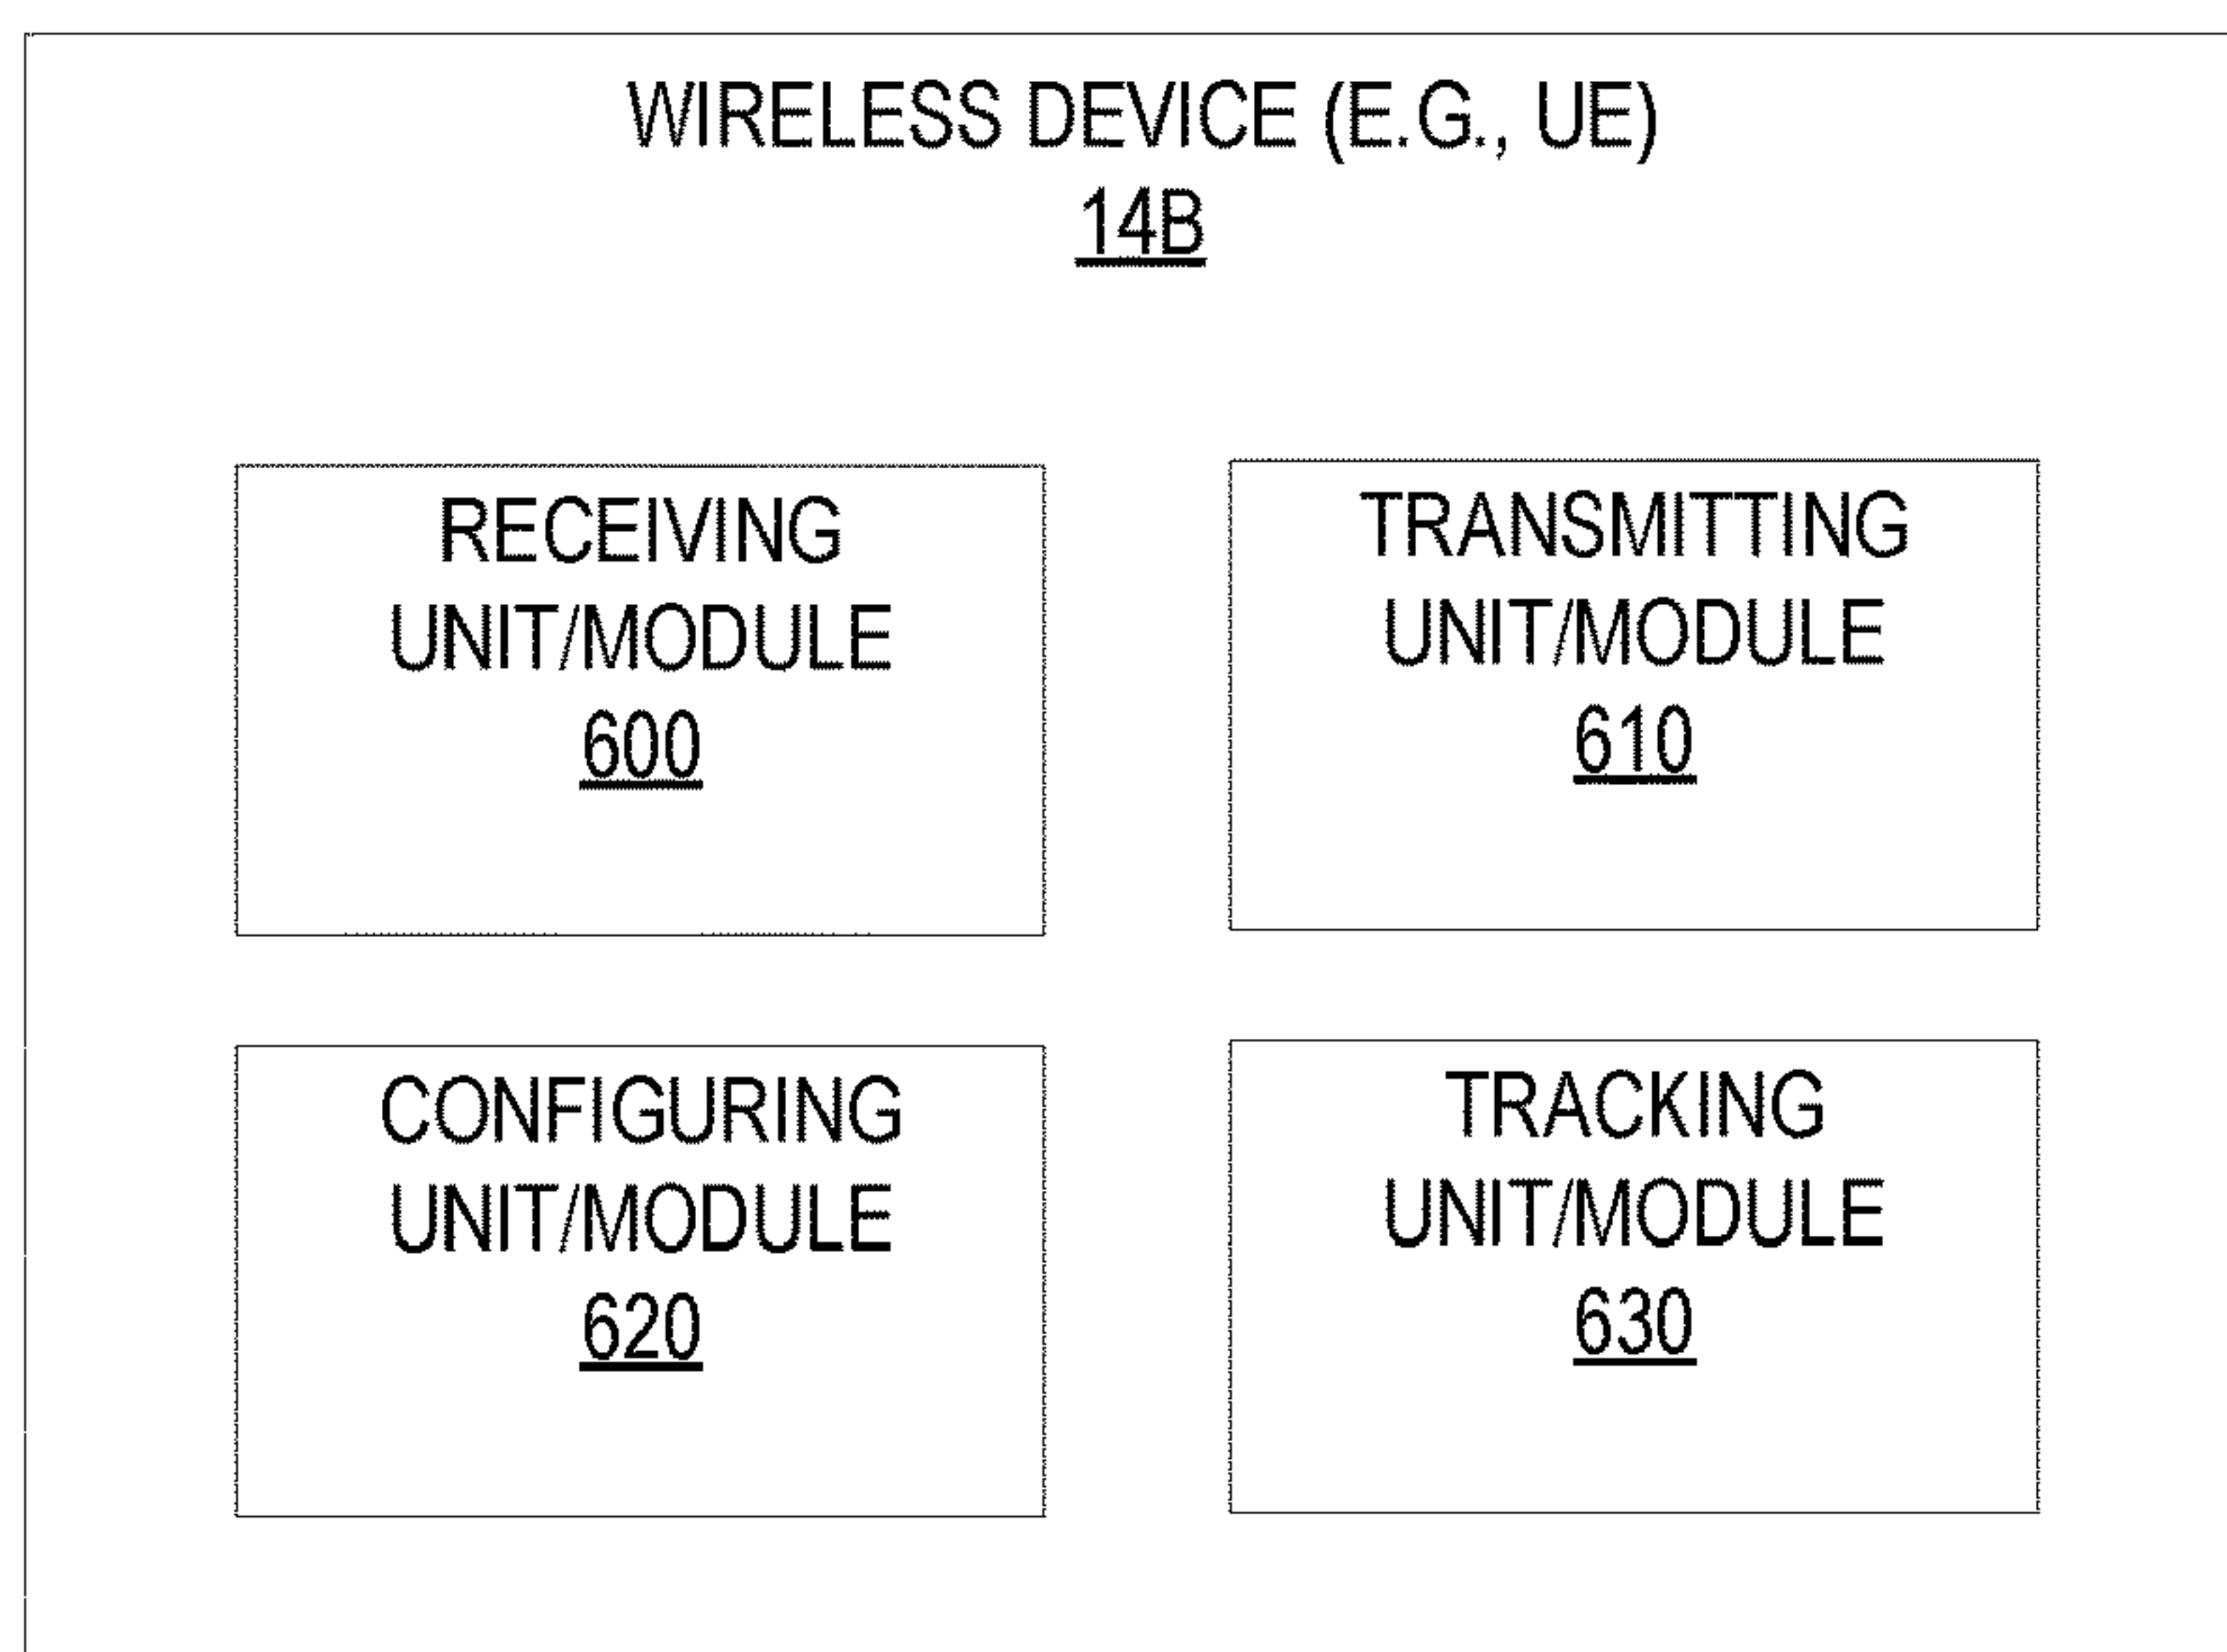 WIRELESS DEVICE (E.G., UE)
14B
RECEIVING
UNIT/MODULE
600
TRANSMITTING
UNIT/MODULE
610
CONFIGURING
UNIT/MODULE
620
TRACKING
UNIT/MODULE
630